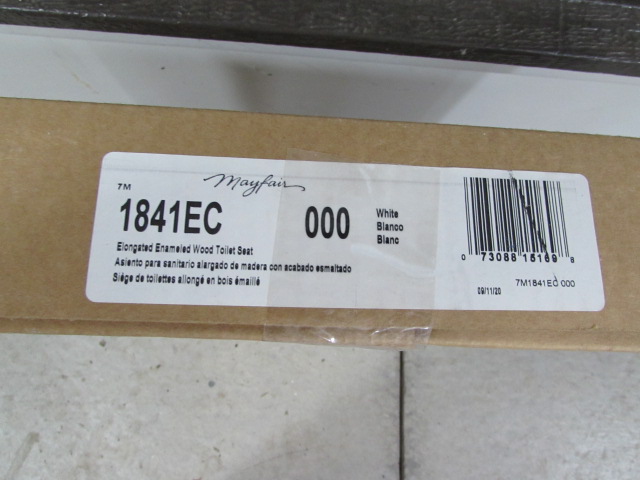 7M
Mayfair
1841EC
000
White
Blanco
Blanc
Elongated Enameled Wood Toilet Seat
Asiento para sanitario alargado de madera con acabado esmaltado
Siège de toilettes allongé en bois émaillé
0 73088 15169 8
09/11/20
7M1841EC 000